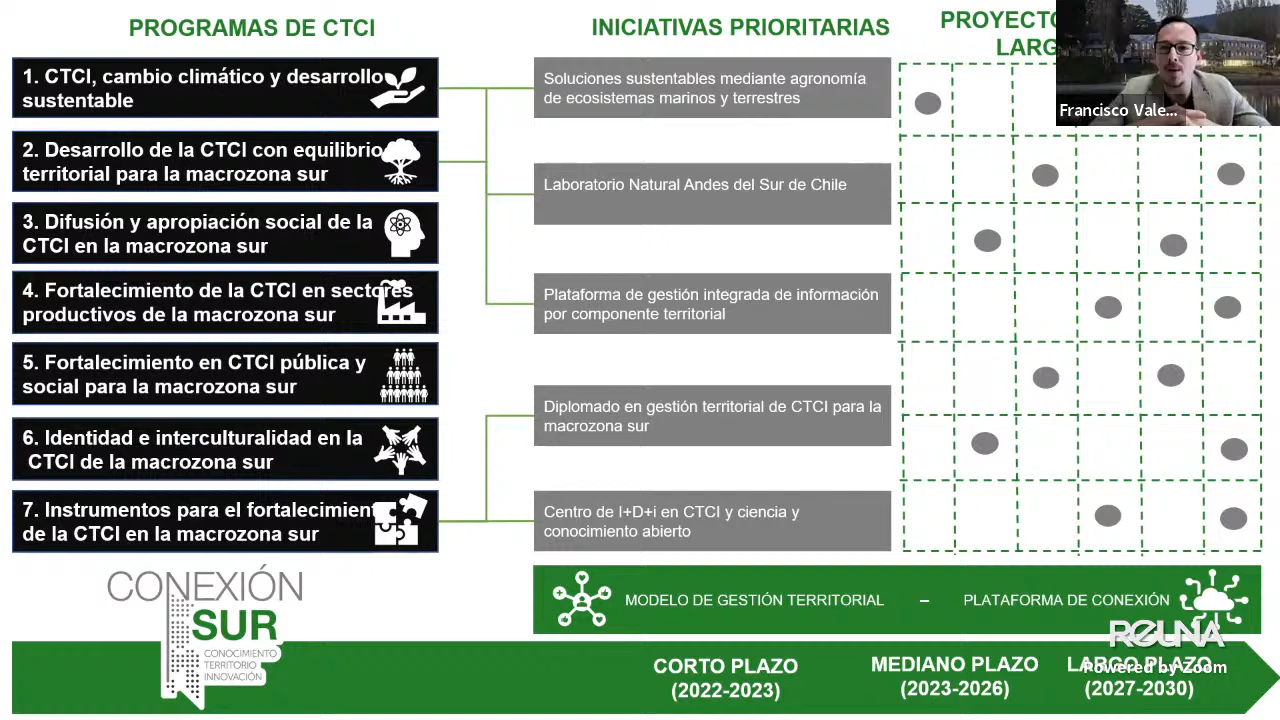 PROGRAMAS DE CTCI
INICIATIVAS PRIORITARIAS
PROYECTO
LARG
Francisco Vale...
1. CTCI, cambio climático y desarrollo
sustentable
2. Desarrollo de la CTCI con equilibrio
territorial para la macrozona sur
3. Difusión y apropiación social de la
CTCI en la macrozona sur
4. Fortalecimiento de la CTCI en sectores
productivos de la macrozona sur
5. Fortalecimiento en CTCI pública y
social para la macrozona sur
6. Identidad e interculturalidad en la
CTCI de la macrozona sur
7. Instrumentos para el fortalecimient
de la CTCI en la macrozona sur
Soluciones sustentables mediante agronomía
de ecosistemas marinos y terrestres
Laboratorio Natural Andes del Sur de Chile
Plataforma de gestión integrada de información
por componente territorial
Diplomado en gestión territorial de CTCI para la
macrozona sur
Centro de I+D+i en CTCI y ciencia y
conocimiento abierto
CONEXIÓN
SUR
CONOCIMIENTO
TERRITORIO
INNOVACIÓN
MODELO DE GESTIÓN TERRITORIAL – PLATAFORMA DE CONEXIÓN
REUNA
Powered by Zoom
CORTO PLAZO
(2022-2023)
MEDIANO PLAZO
(2023-2026)
LARGO PLAZO
(2027-2030)